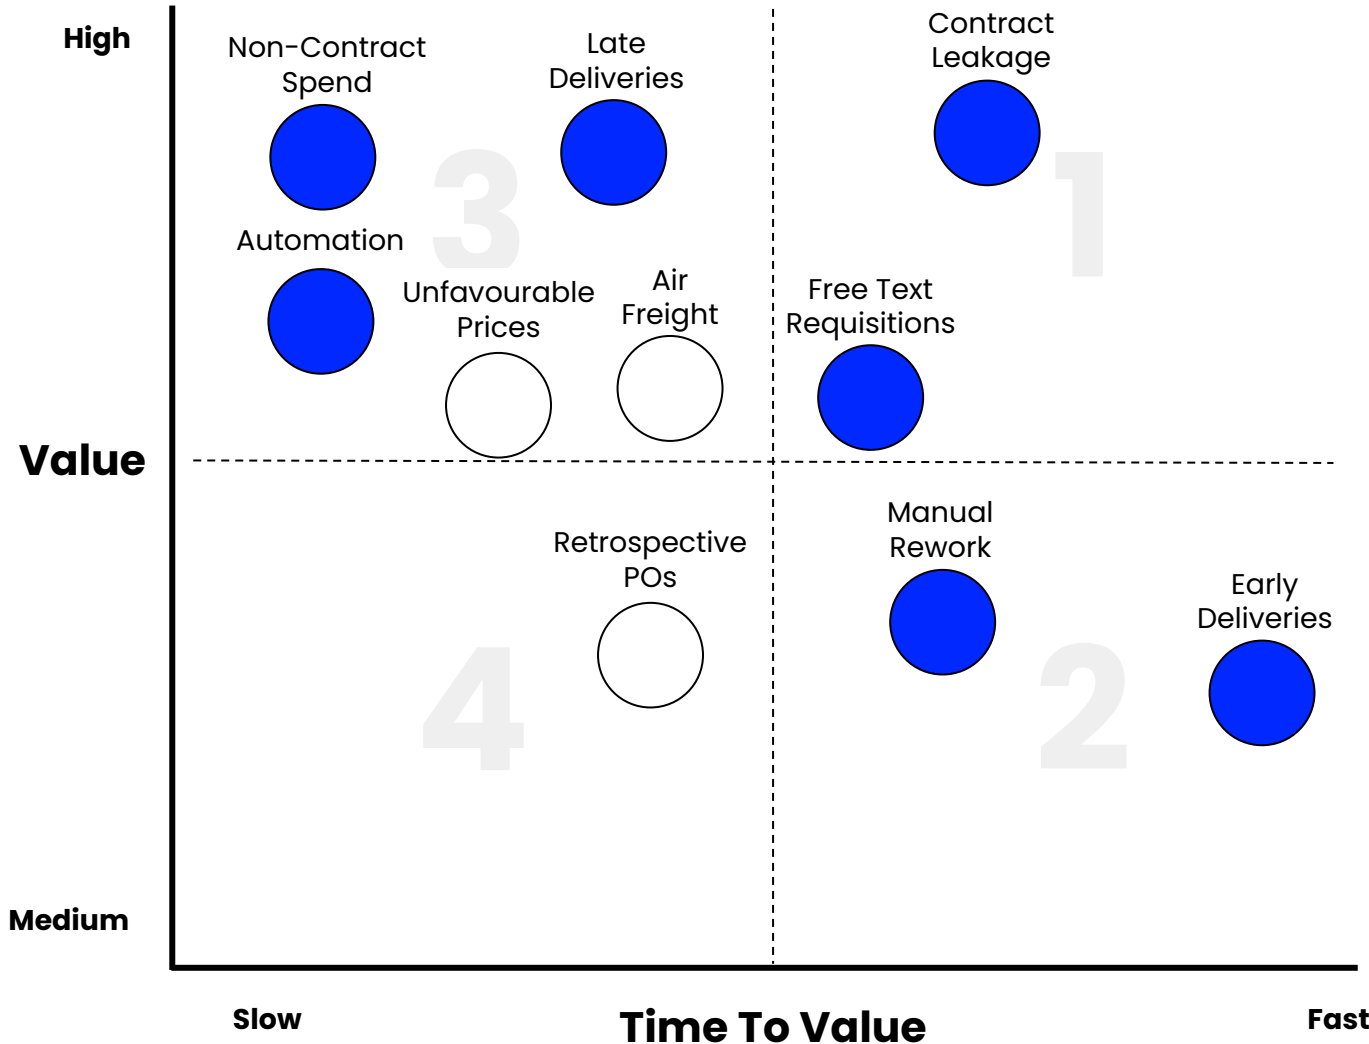 High
Non-Contract
Spend
Late
Deliveries
Contract
Leakage
3
1
Automation
Unfavourable
Prices
Air
Freight
Free Text
Requisitions
Value
Retrospective
POs
Manual
Rework
Early
Deliveries
4
2
Medium
Slow
Time To Value
Fast